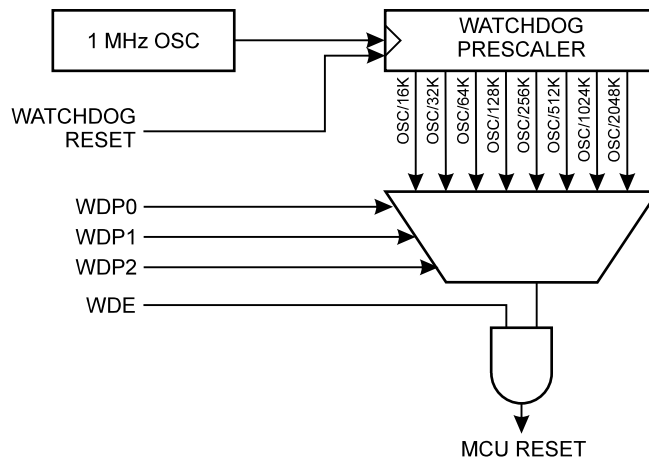 1 MHz OSC
WATCHDOG
PRESCALER
WATCHDOG
RESET
OSC/16K
OSC/32K
OSC/64K
OSC/128K
OSC/256K
OSC/512K
OSC/1024K
OSC/2048K
WDP0
WDP1
WDP2
WDE
MCU RESET